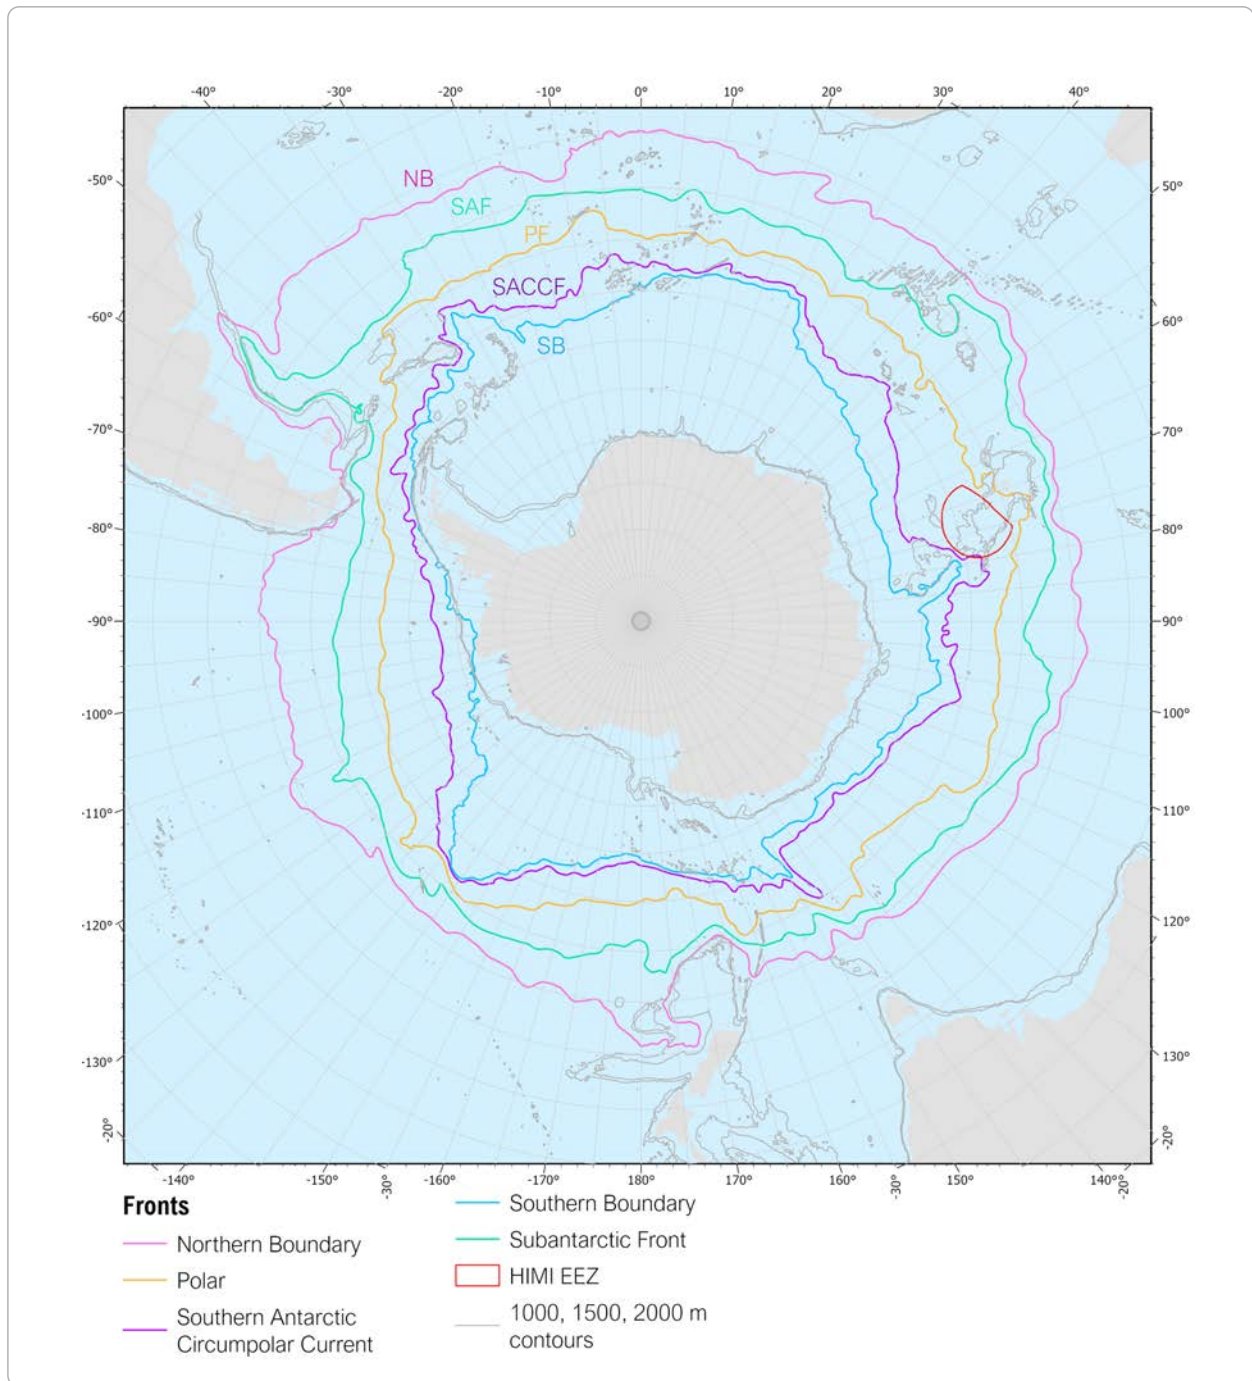 -40° -30° -20° -10° 0° 10° 20° 30° 40°
-50° 50°
NB
SAF
PF
SACCF
-60° 60°
SB
-70° 70°
-80° 80°
-90° 90°
-100° 100°
-110° 110°
-120° 120°
-130° 130°
-20° -20°
-140° -150° -30° -160° -170° 180° 170° 160° -30° 150° 140° -20°
Fronts
Northern Boundary
Polar
Southern Antarctic
Circumpolar Current
Southern Boundary
Subantarctic Front
HIMI EEZ
1000, 1500, 2000 m
contours